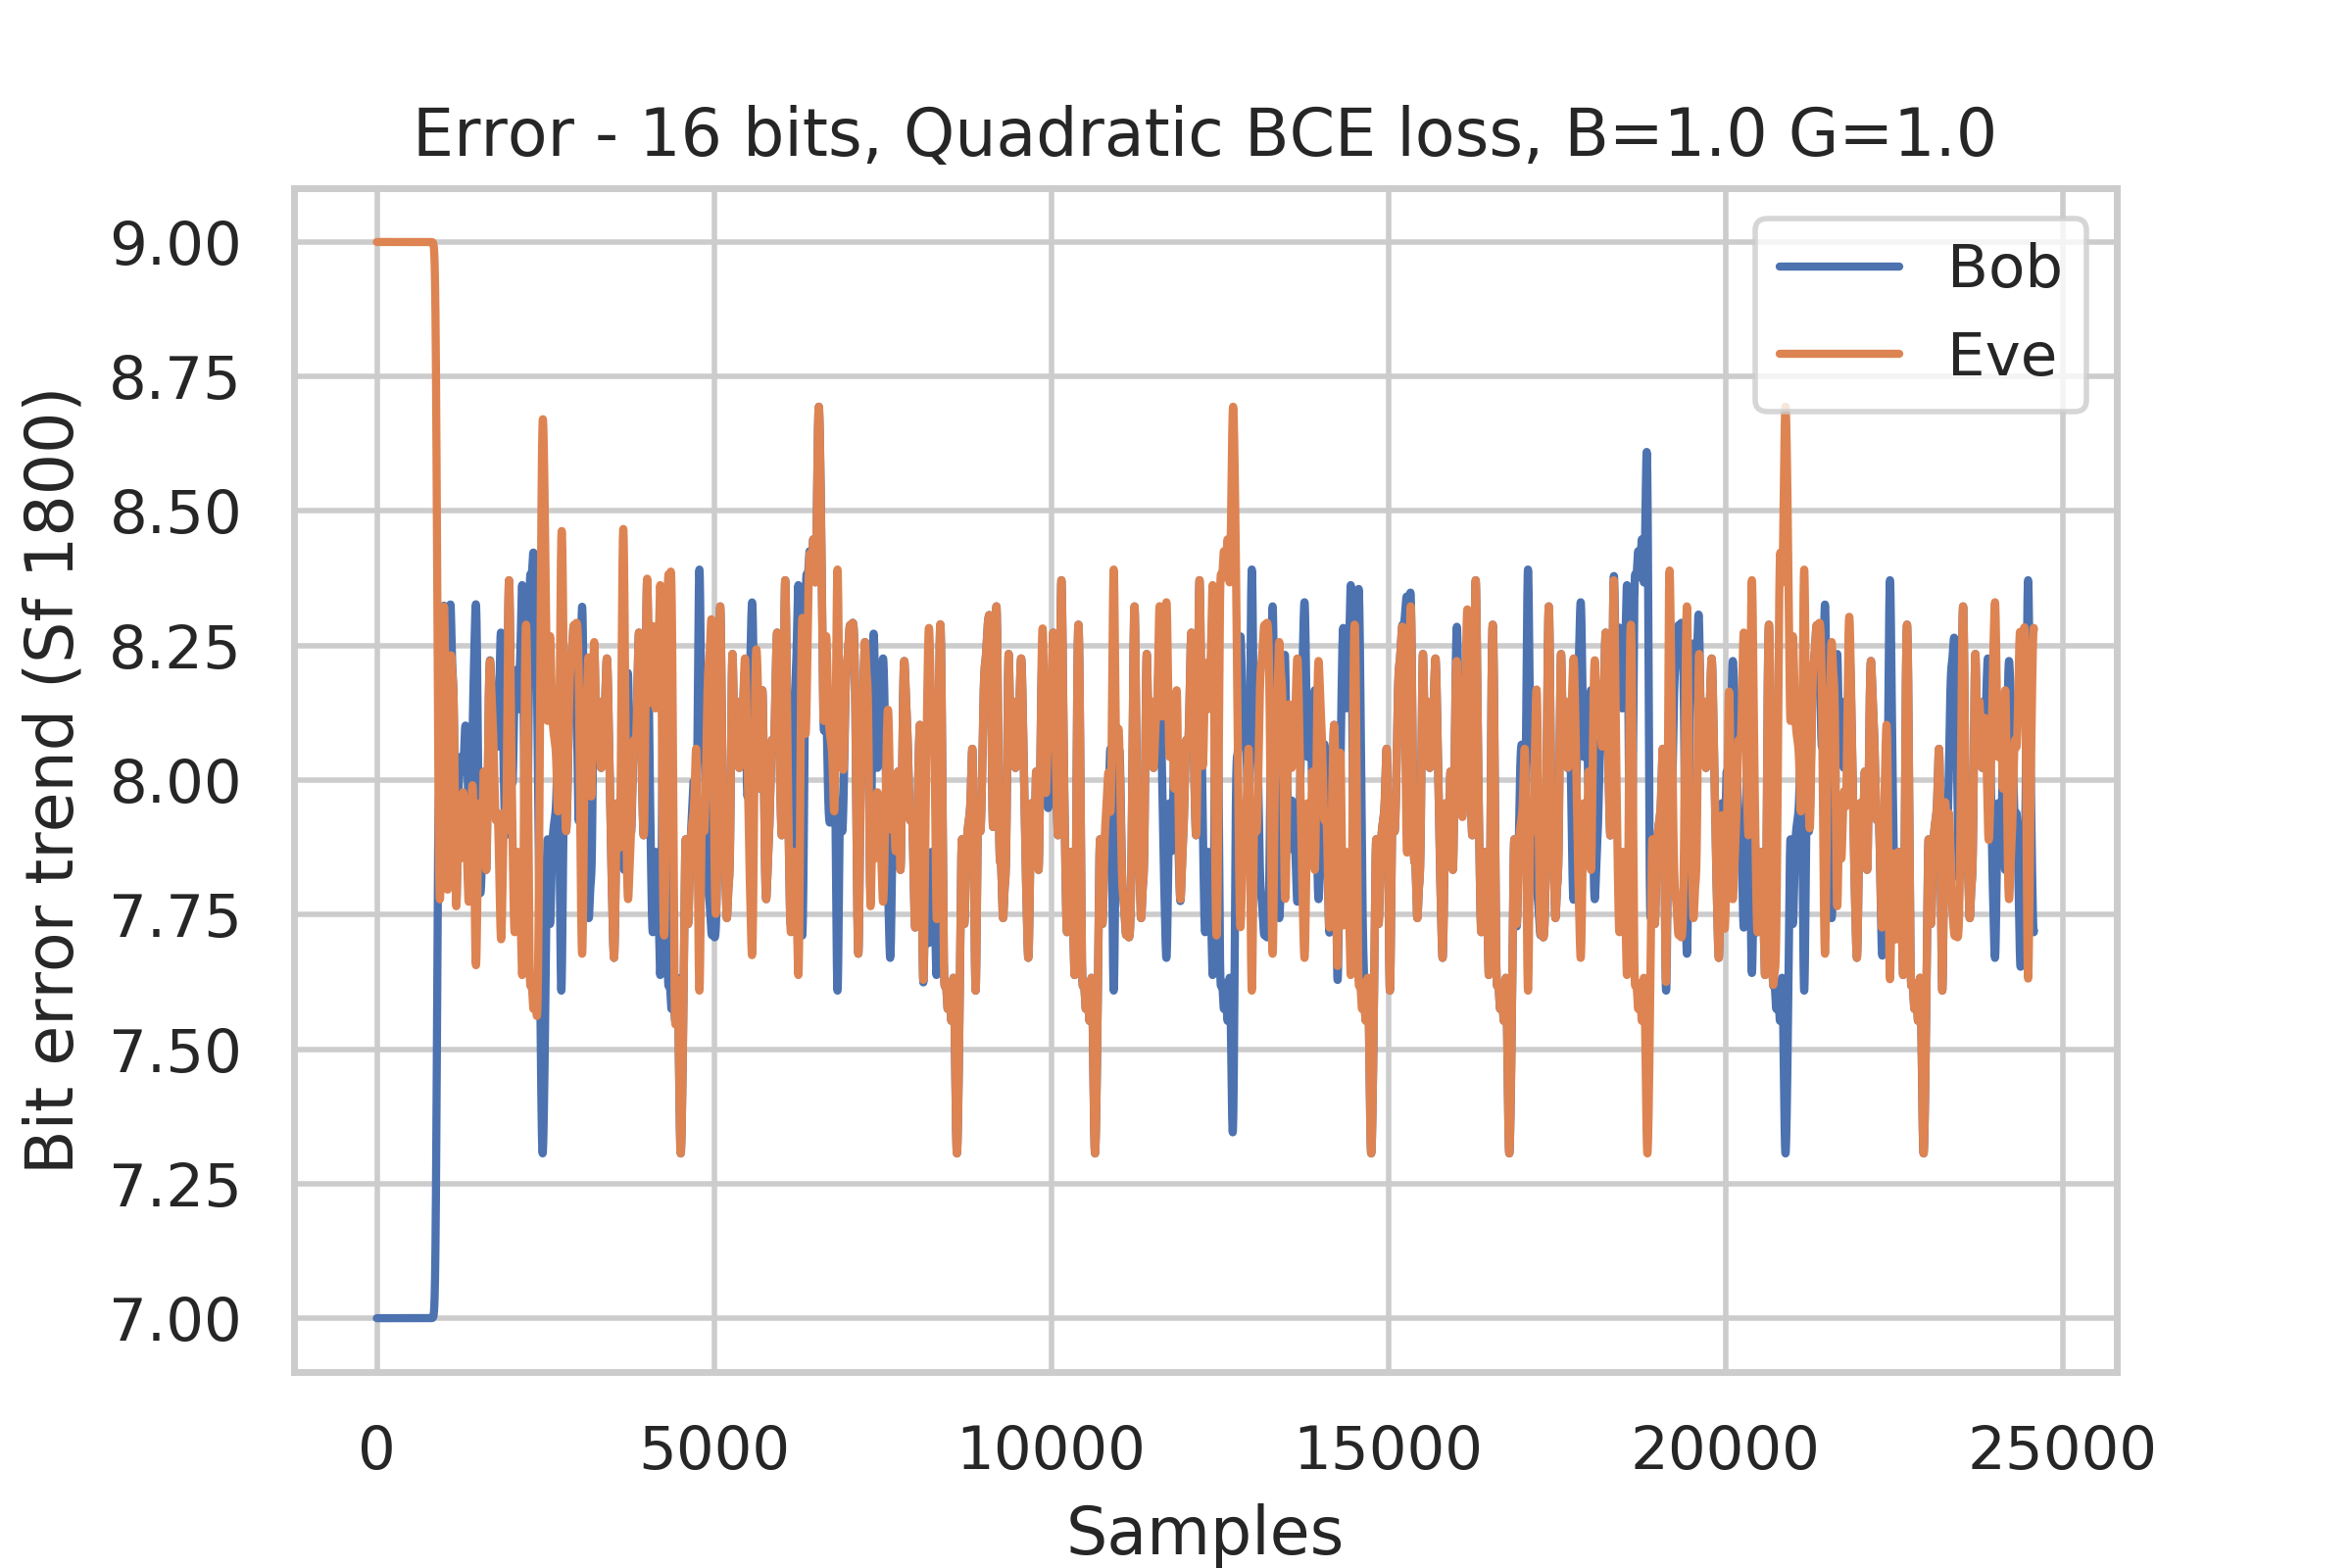 Error - 16 bits, Quadratic BCE loss, B=1.0 G=1.0
Bob
Eve
Bit error trend (Sf 1800)
9.00
8.75
8.50
8.25
8.00
7.75
7.50
7.25
7.00
0 5000 10000 15000 20000 25000
Samples